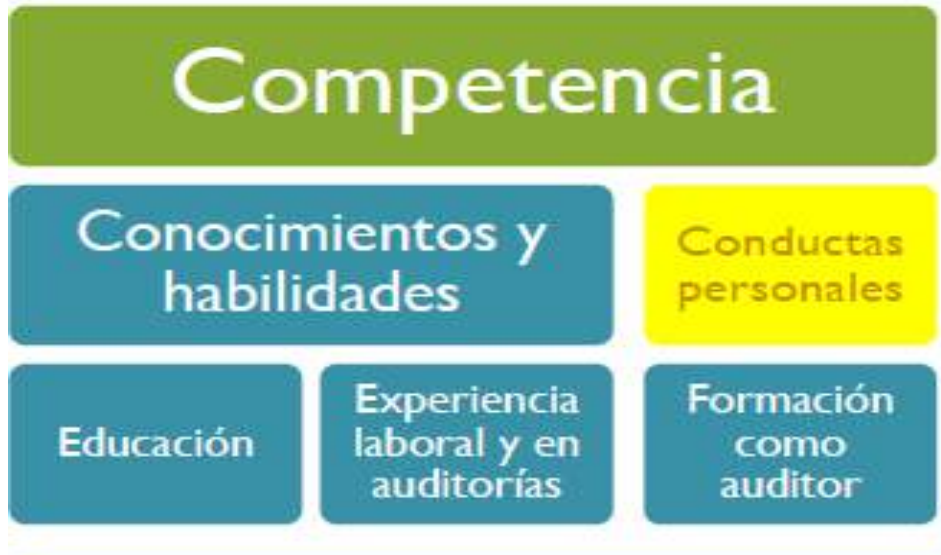 Competencia
Conocimientos y
habilidades
Conductas
personales
Educación
Experiencia
laboral y en
auditorías
Formación
como
auditor